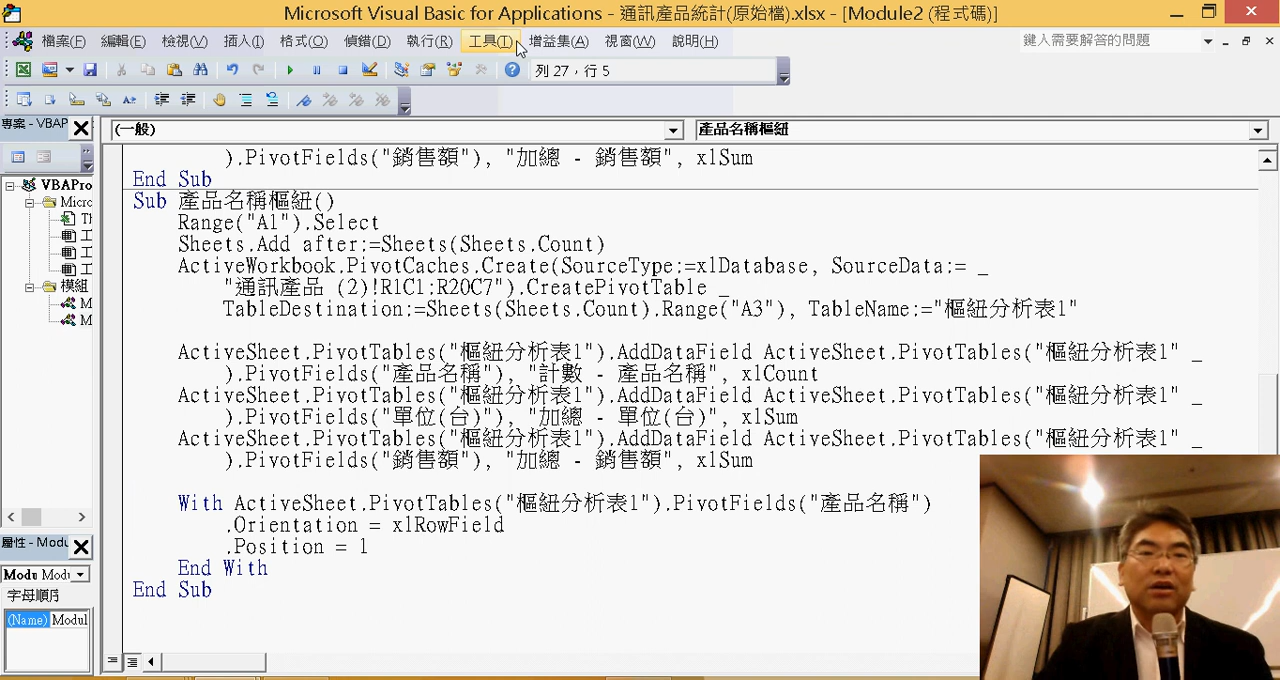 Microsoft Visual Basic for Applications - 通訊產品統計(原始檔).xlsx - [Module2 (程式碼)]
檔案(F) 編輯(E) 檢視(V) 插入(I) 格式(O) 偵錯(D) 執行(R) 工具(T) 增益集(A) 視窗(W) 說明(H) 鍵入需要解答的問題
列 27，行 5
專案 - VBAP
(一般)
產品名稱樞紐
VBAPro
Micro
Tl
工
工
工
模組
M
M
屬性 - Modu
Modu Modu
字母順序
(Name) Modul
).PivotFields("銷售額"), "加總 - 銷售額", xlSum
End Sub
Sub 產品名稱樞紐()
Range("A1").Select
Sheets.Add after:=Sheets(Sheets.Count)
ActiveWorkbook.PivotCaches.Create(SourceType:=xlDatabase, SourceData:= _
"通訊產品 (2)!R1C1:R20C7").CreatePivotTable _
TableDestination:=Sheets(Sheets.Count).Range("A3"), TableName:="樞紐分析表1"
ActiveSheet.PivotTables("樞紐分析表1").AddDataField ActiveSheet.PivotTables("樞紐分析表1" _
).PivotFields("產品名稱"), "計數 - 產品名稱", xlCount
ActiveSheet.PivotTables("樞紐分析表1").AddDataField ActiveSheet.PivotTables("樞紐分析表1" _
).PivotFields("單位(台)"), "加總 - 單位(台)", xlSum
ActiveSheet.PivotTables("樞紐分析表1").AddDataField ActiveSheet.PivotTables("樞紐分析表1" _
).PivotFields("銷售額"), "加總 - 銷售額", xlSum
With ActiveSheet.PivotTables("樞紐分析表1").PivotFields("產品名稱")
.Orientation = xlRowField
.Position = 1
End With
End Sub